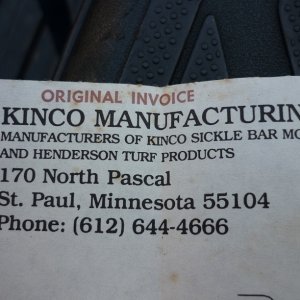 ORIGINAL INVOICE
KINCO MANUFACTURIN
MANUFACTURERS OF KINCO SICKLE BAR MO
AND HENDERSON TURF PRODUCTS
170 North Pascal
St. Paul, Minnesota 55104
Phone: (612) 644-4666